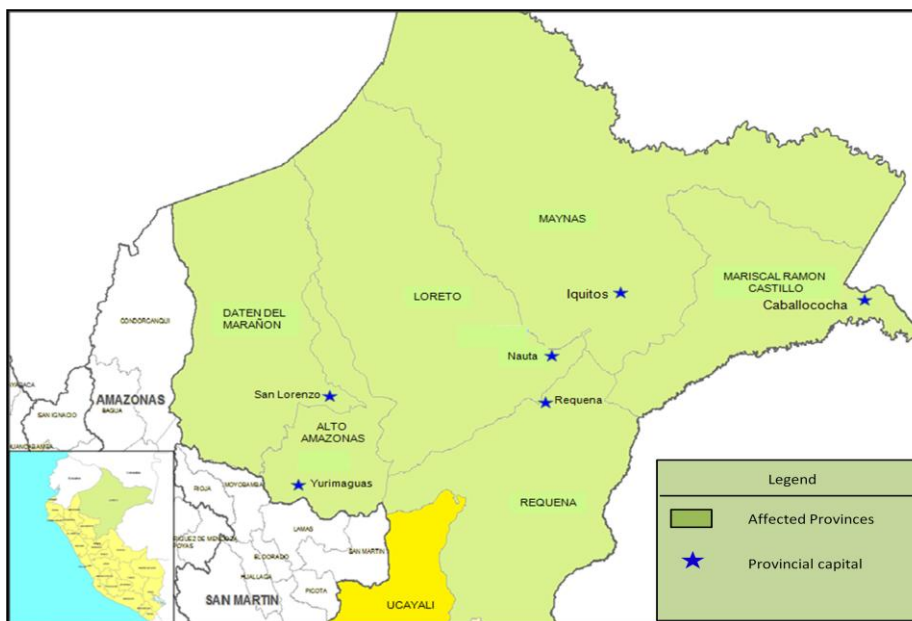 MAYNAS
MARISCAL RAMON
CASTILLO
Iquitos
Caballococha
LORETO
DATEN DEL
MARAÑON
Nauta
San Lorenzo
Requena
ALTO
AMAZONAS
Yurimaguas
REQUENA
AMAZONAS
BAGUA
SAN IGNACIO
RIOJA
MOYOBAMBA
LAMAS
SAN MARTIN
EL DORADO
PICOTA
SAN MARTIN
UCAYALI
Legend
Affected Provinces
Provincial capital